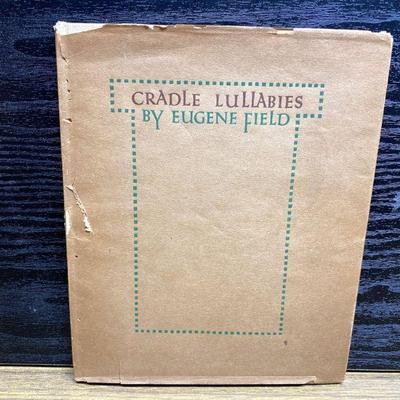 CRADLE LULLABIES
BY EUGENE FIELD